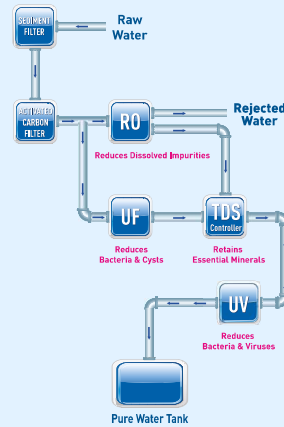 SEDIMENT
FILTER
Raw
Water
ACTIVATED
CARBON
FILTER
RO
Rejected
Water
Reduces Dissolved Impurities
UF
TDS
Controller
Reduces
Bacteria & Cysts
Retains
Essential Minerals
UV
Reduces
Bacteria & Viruses
Pure Water Tank